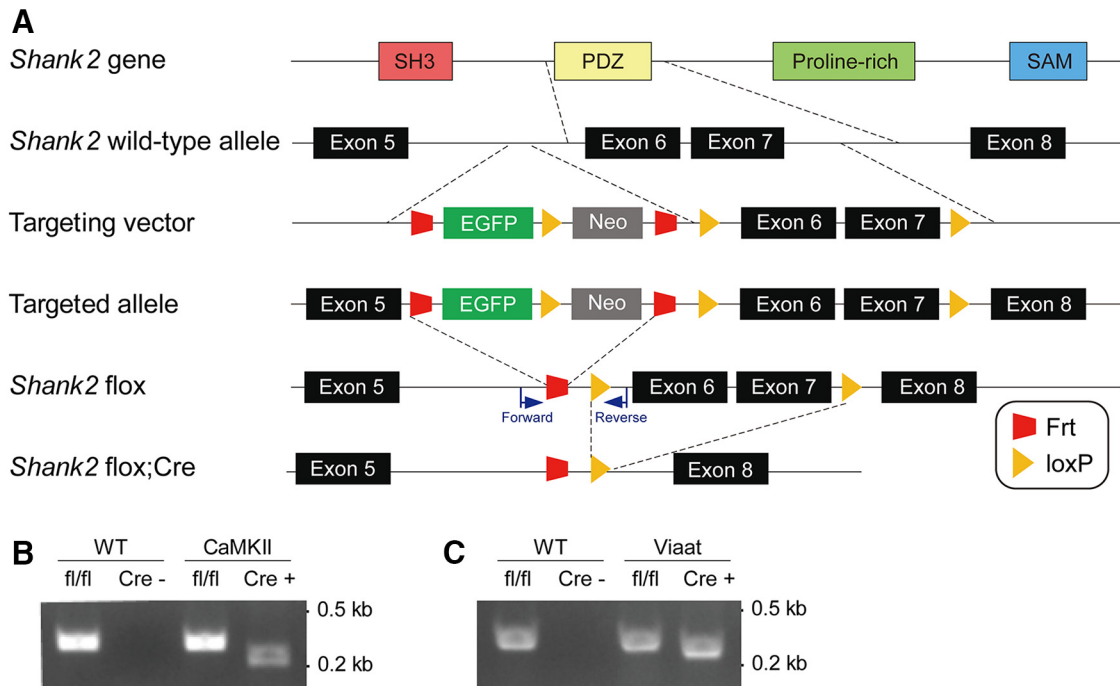 A
Shank2 gene
SH3 PDZ Proline-rich SAM
Shank2 wild-type allele
Exon 5 Exon 6 Exon 7 Exon 8
Targeting vector
EGFP Neo Exon 6 Exon 7
Targeted allele
Exon 5 EGFP Neo Exon 6 Exon 7 Exon 8
Shank2 flox
Exon 5 Exon 6 Exon 7 Exon 8
Forward Reverse
Shank2 flox;Cre
Exon 5 Exon 8
Frt
loxP
B
WT CaMKII
fl/fl Cre - fl/fl Cre +
0.5 kb
0.2 kb
C
WT Viaat
fl/fl Cre - fl/fl Cre +
0.5 kb
0.2 kb